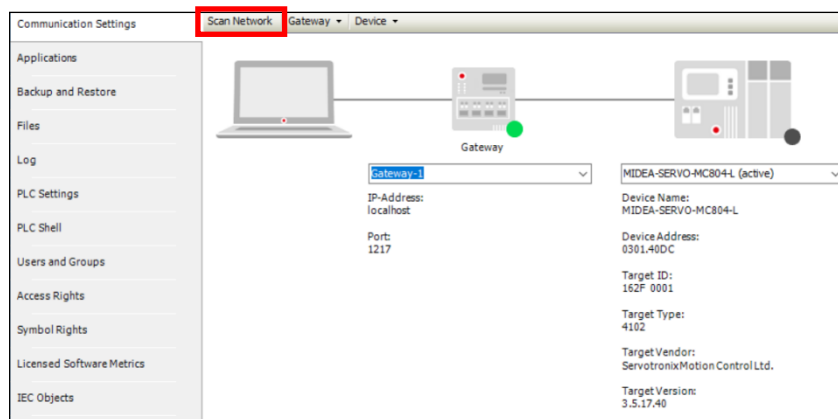 Communication Settings
Applications
Backup and Restore
Files
Log
PLC Settings
PLC Shell
Users and Groups
Access Rights
Symbol Rights
Licensed Software Metrics
IEC Objects
Scan Network
Gateway
Device
Gateway
Gateway-1
IP-Address:
localhost
Port:
1217
MIDEA-SERVO-MC804-L (active)
Device Name:
MIDEA-SERVO-MC804-L
Device Address:
0301.40DC
Target ID:
162F 0001
Target Type:
4102
Target Vendor:
Servotronix Motion Control Ltd.
Target Version:
3.5.17.40